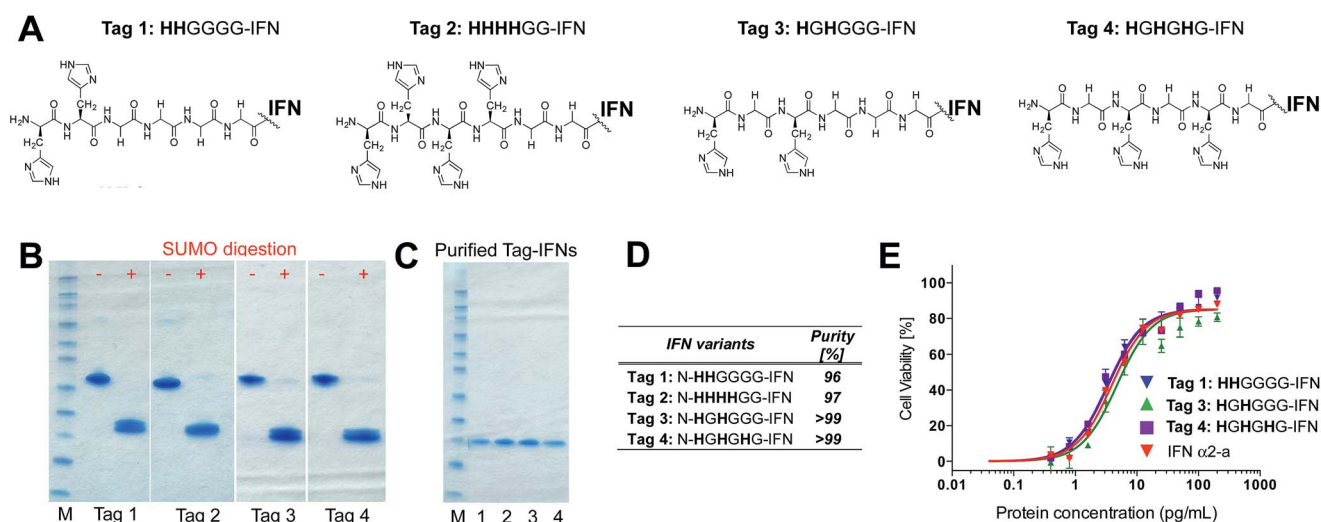 A
Tag 1: HHGGGG-IFN
Tag 2: HHHHGG-IFN
Tag 3: HGHGGG-IFN
Tag 4: HGHGHG-IFN
IFN
IFN
IFN
IFN
B
SUMO digestion
- + - + - + - +
M Tag 1 Tag 2 Tag 3 Tag 4
C
Purified Tag-IFNs
M 1 2 3 4
D
IFN variants Purity [%]
Tag 1: N-HHGGGG-IFN 96
Tag 2: N-HHHHGG-IFN 97
Tag 3: N-HGHGGG-IFN >99
Tag 4: N-HGHGHG-IFN >99
E
Cell Viability [%]
100
80
60
40
20
0
0.01 0.1 1 10 100 1000
Protein concentration (pg/mL)
Tag 1: HHGGGG-IFN
Tag 3: HGHGGG-IFN
Tag 4: HGHGHG-IFN
IFN α2-a